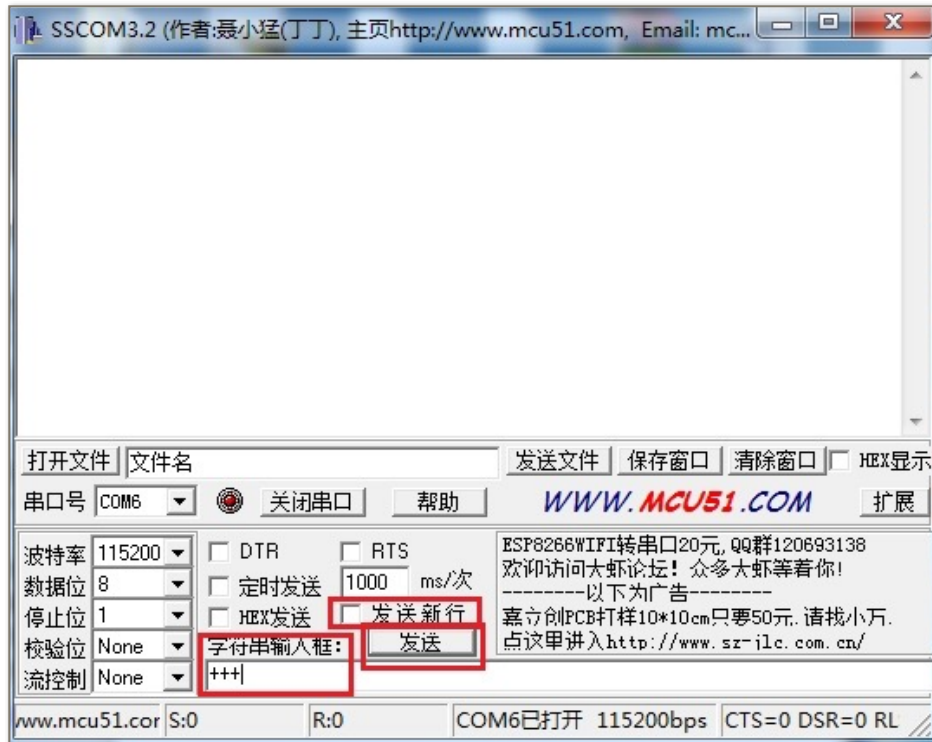 SSCOM3.2 (作者:聂小猛(丁丁), 主页http://www.mcu51.com, Email: mc...
打开文件 文件名 发送文件 保存窗口 清除窗口 HEX显示
串口号 COM6 关闭串口 帮助 WWW.MCU51.COM 扩展
波特率 115200 DTR RTS
数据位 8 定时发送 1000 ms/次
停止位 1 HEX发送 发送新行
校验位 None 字符串输入框: 发送
流控制 None +++
ESP8266WIFI转串口20元,QQ群120693138
欢迎访问大虾论坛! 众多大虾等着你!
--------以下为广告--------
嘉立创PCB打样10*10cm只要50元.请找小万.
点这里进入http://www.sz-jlc.com.cn/
www.mcu51.cor S:0 R:0 COM6已打开 115200bps CTS=0 DSR=0 RL